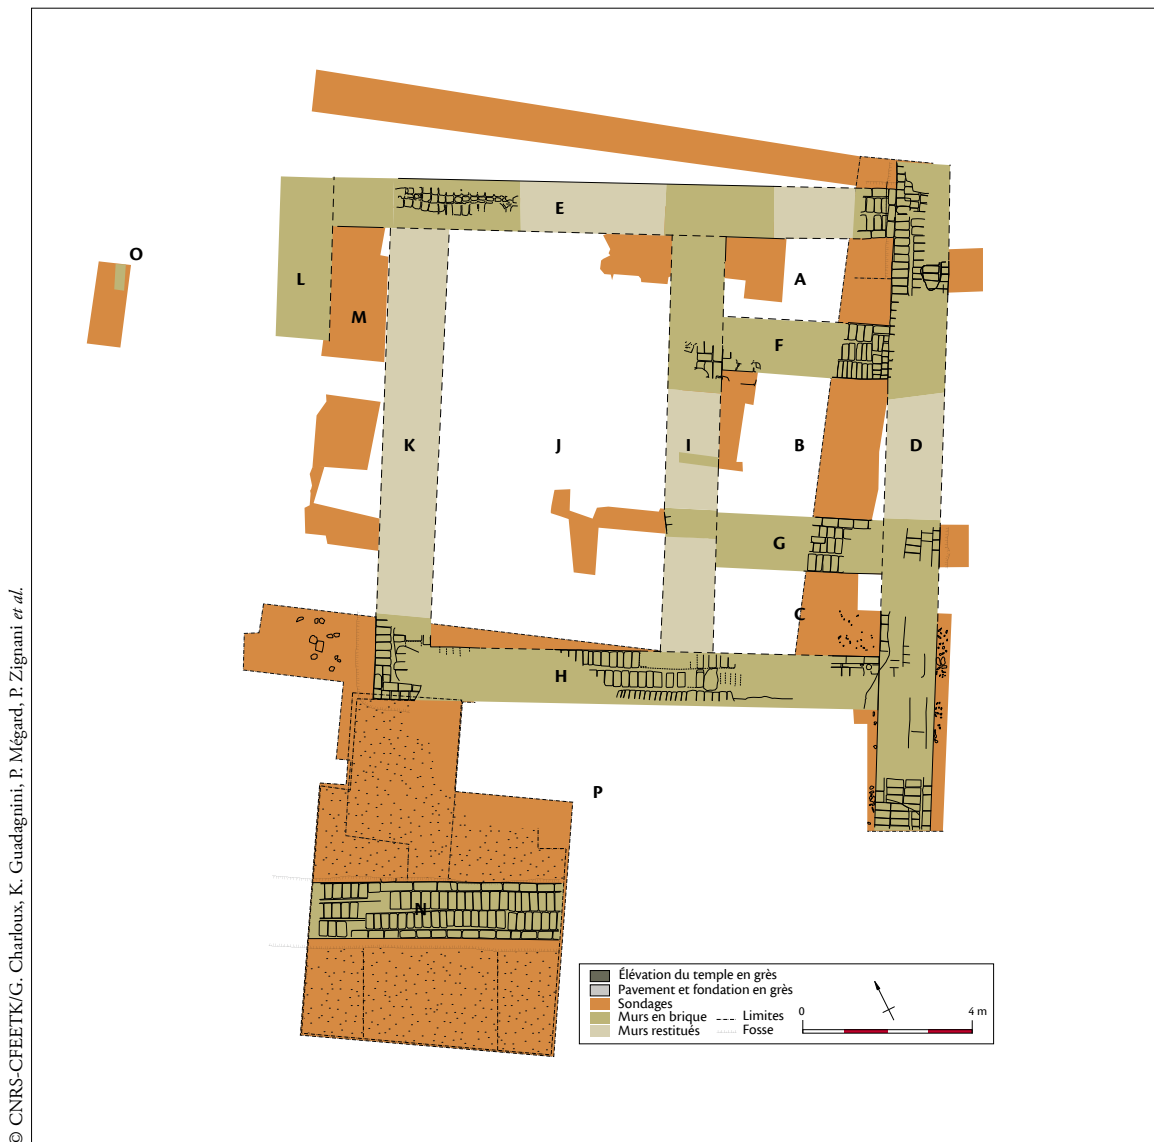 O
E
A
L
M
F
K
J
I
B
D
G
C
H
P
N
Élévation du temple en grès
Pavement et fondation en grès
Sondages
Murs en brique
Limites
Murs restitués
Fosse
0
4 m
© CNRS-CFEETK/G. Charloux, K. Guadagnini, P. Mégard, P. Zignani et al.